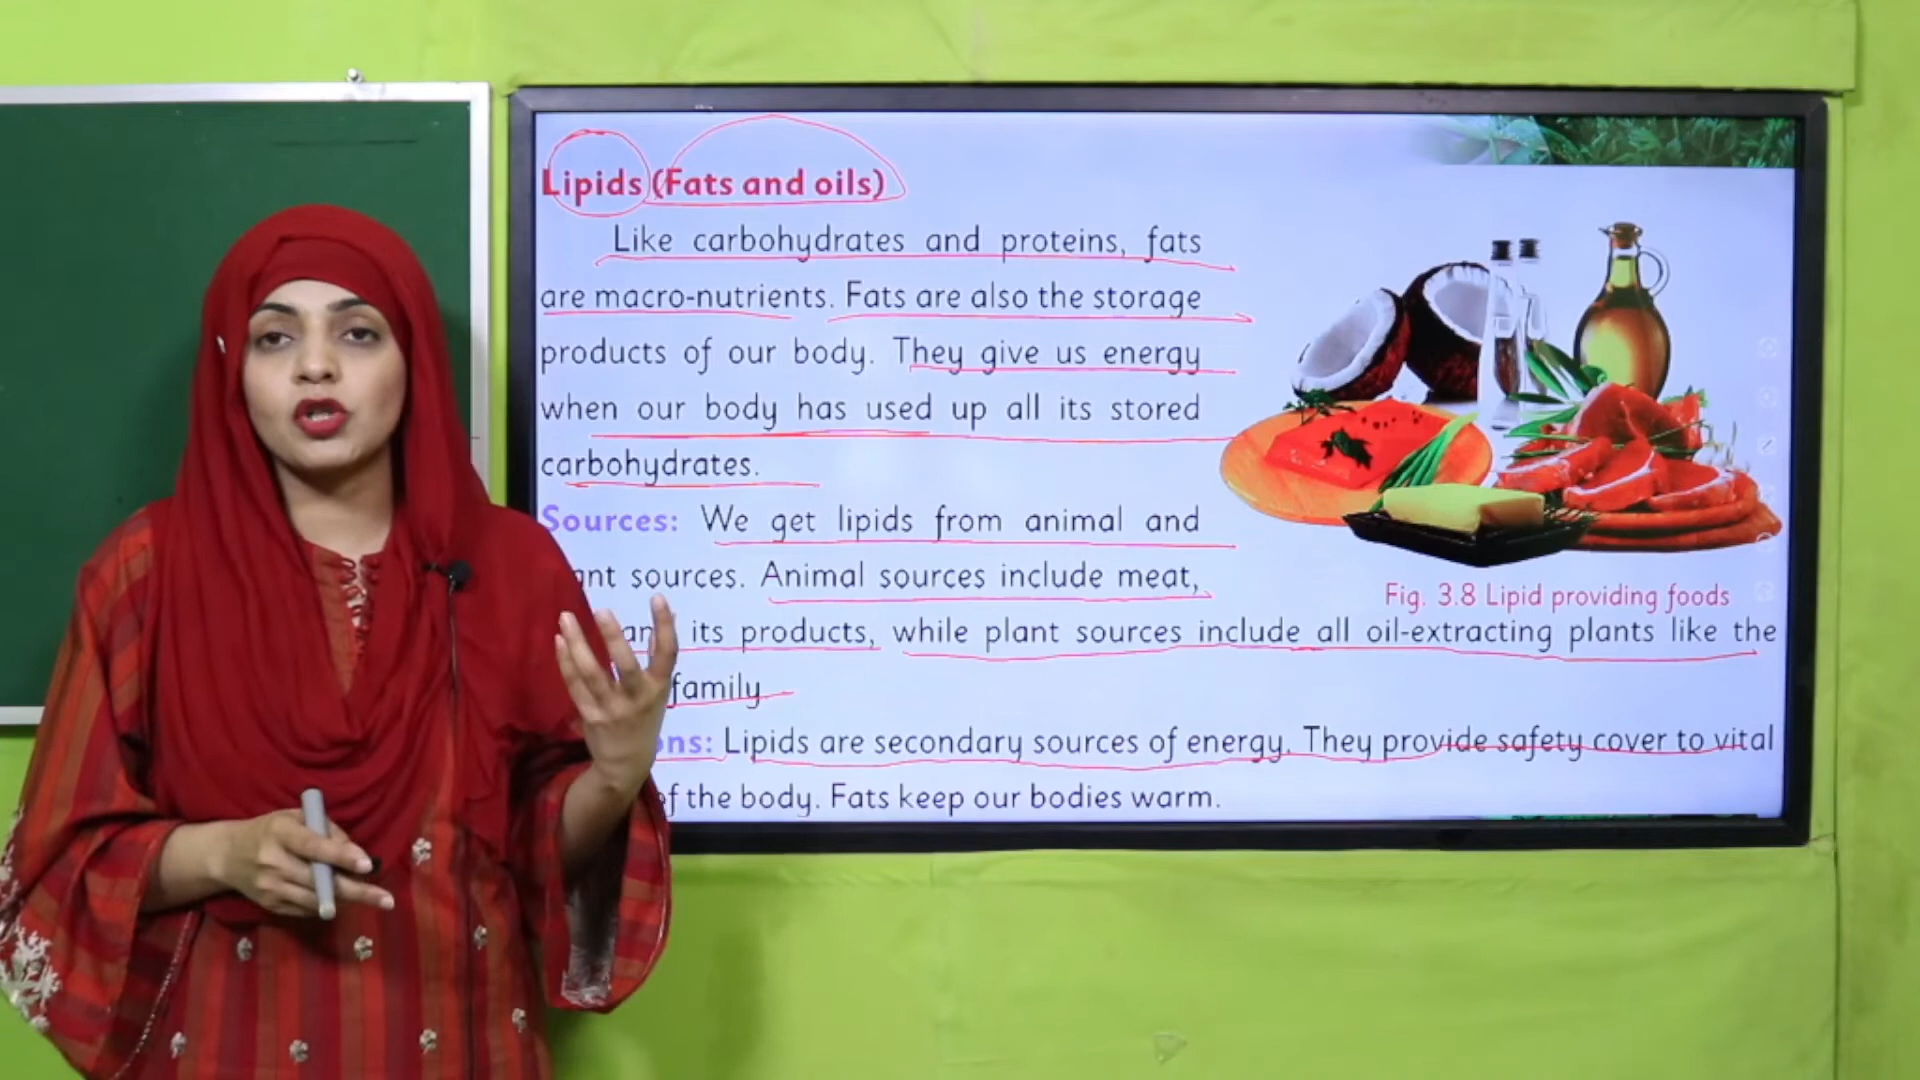 Lipids (Fats and oils)
Like carbohydrates and proteins, fats
are macro-nutrients. Fats are also the storage
products of our body. They give us energy
when our body has used up all its stored
carbohydrates.
Sources: We get lipids from animal and
sources. Animal sources include meat,
its products, while plant sources include all oil-extracting plants like the
family
Lipids are secondary sources of energy. They provide safety cover to vital
of the body. Fats keep our bodies warm.
Fig. 3.8 Lipid providing foods